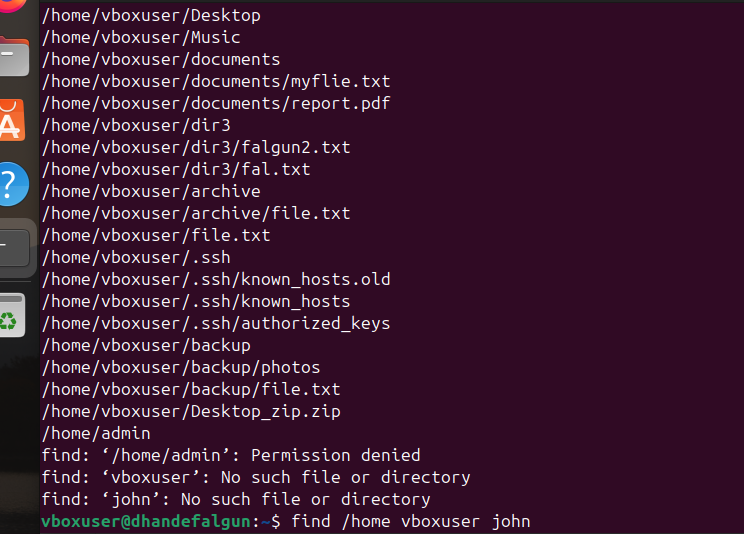 /home/vboxuser/Desktop
/home/vboxuser/Music
/home/vboxuser/documents
/home/vboxuser/documents/myflie.txt
/home/vboxuser/documents/report.pdf
/home/vboxuser/dir3
/home/vboxuser/dir3/falgun2.txt
/home/vboxuser/dir3/fal.txt
/home/vboxuser/archive
/home/vboxuser/archive/file.txt
/home/vboxuser/file.txt
/home/vboxuser/.ssh
/home/vboxuser/.ssh/known_hosts.old
/home/vboxuser/.ssh/known_hosts
/home/vboxuser/.ssh/authorized_keys
/home/vboxuser/backup
/home/vboxuser/backup/photos
/home/vboxuser/backup/file.txt
/home/vboxuser/Desktop_zip.zip
/home/admin
find: ‘/home/admin’: Permission denied
find: ‘vboxuser’: No such file or directory
find: ‘john’: No such file or directory
vboxuser@dhandefalgun:~$ find /home vboxuser john